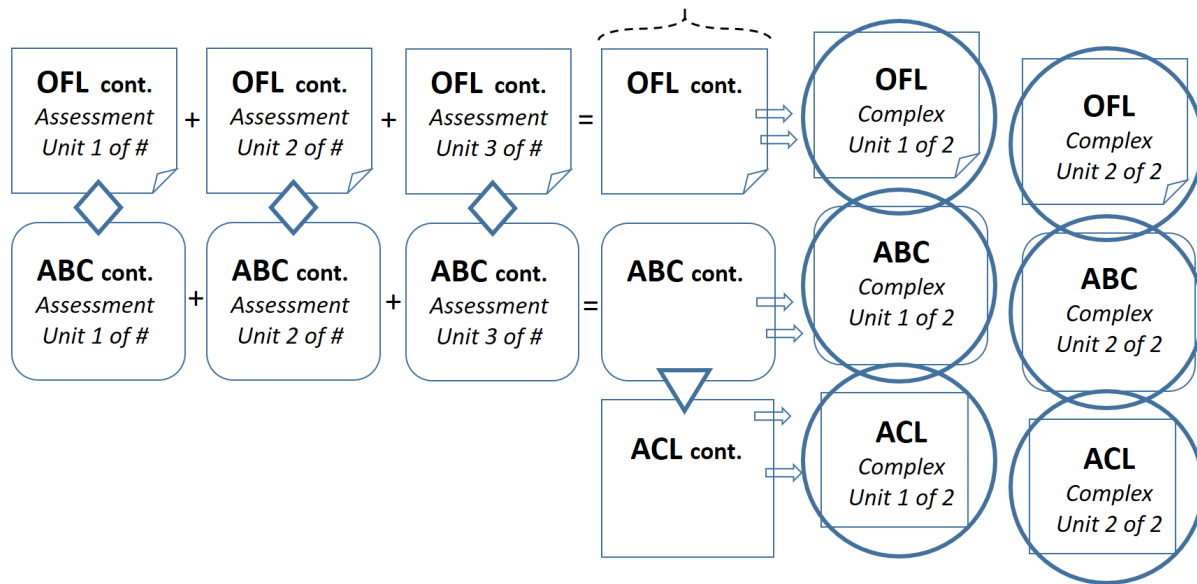 OFL cont.
Assessment
Unit 1 of #
+
OFL cont.
Assessment
Unit 2 of #
+
OFL cont.
Assessment
Unit 3 of #
=
OFL cont.
OFL
Complex
Unit 1 of 2
OFL
Complex
Unit 2 of 2
ABC cont.
Assessment
Unit 1 of #
+
ABC cont.
Assessment
Unit 2 of #
+
ABC cont.
Assessment
Unit 3 of #
=
ABC cont.
ABC
Complex
Unit 1 of 2
ABC
Complex
Unit 2 of 2
ACL cont.
ACL
Complex
Unit 1 of 2
ACL
Complex
Unit 2 of 2